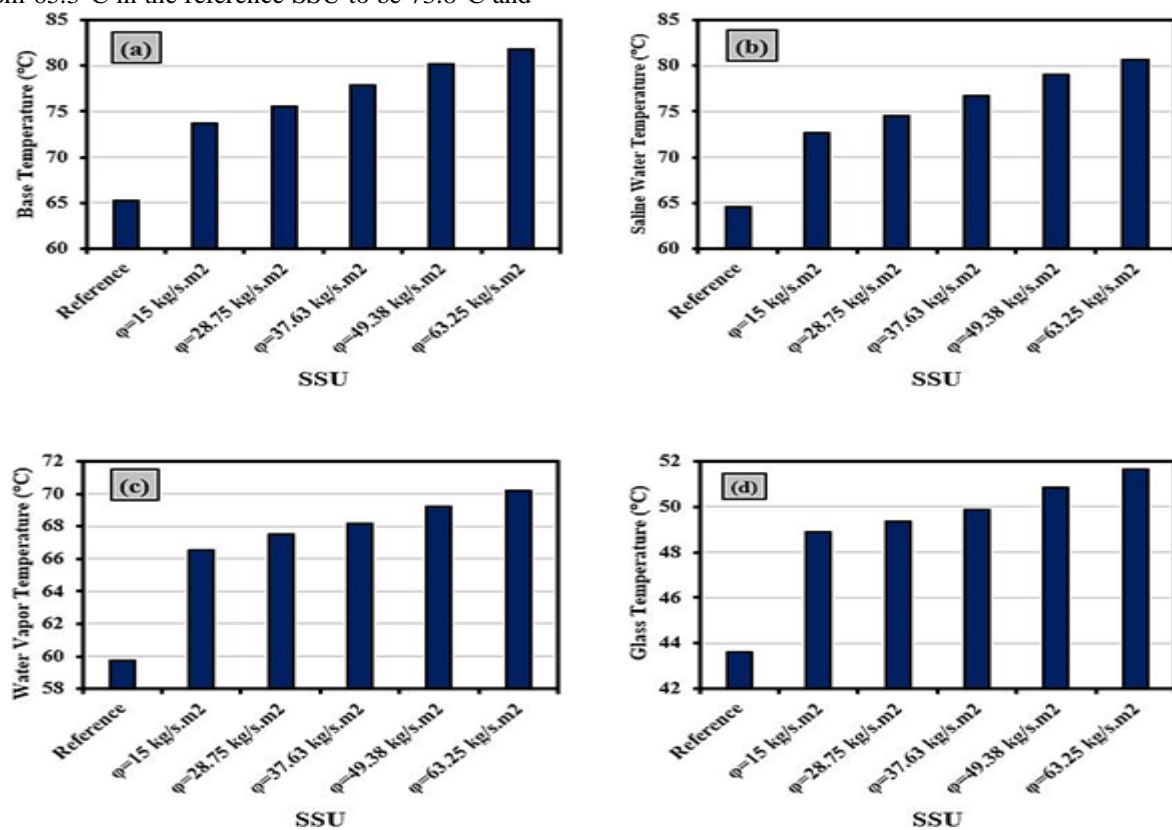 in the reference SSU to be
(a)
Base Temperature (°C)
85
80
75
70
65
60
Reference
φ=15 kg/s.m2
φ=28.75 kg/s.m2
φ=37.63 kg/s.m2
φ=49.38 kg/s.m2
φ=63.25 kg/s.m2
SSU
(b)
Saline Water Temperature (°C)
85
80
75
70
65
60
Reference
φ=15 kg/s.m2
φ=28.75 kg/s.m2
φ=37.63 kg/s.m2
φ=49.38 kg/s.m2
φ=63.25 kg/s.m2
SSU
(c)
Water Vapor Temperature (°C)
72
70
68
66
64
62
60
58
Reference
φ=15 kg/s.m2
φ=28.75 kg/s.m2
φ=37.63 kg/s.m2
φ=49.38 kg/s.m2
φ=63.25 kg/s.m2
SSU
(d)
Glass Temperature (°C)
52
50
48
46
44
42
Reference
φ=15 kg/s.m2
φ=28.75 kg/s.m2
φ=37.63 kg/s.m2
φ=49.38 kg/s.m2
φ=63.25 kg/s.m2
SSU